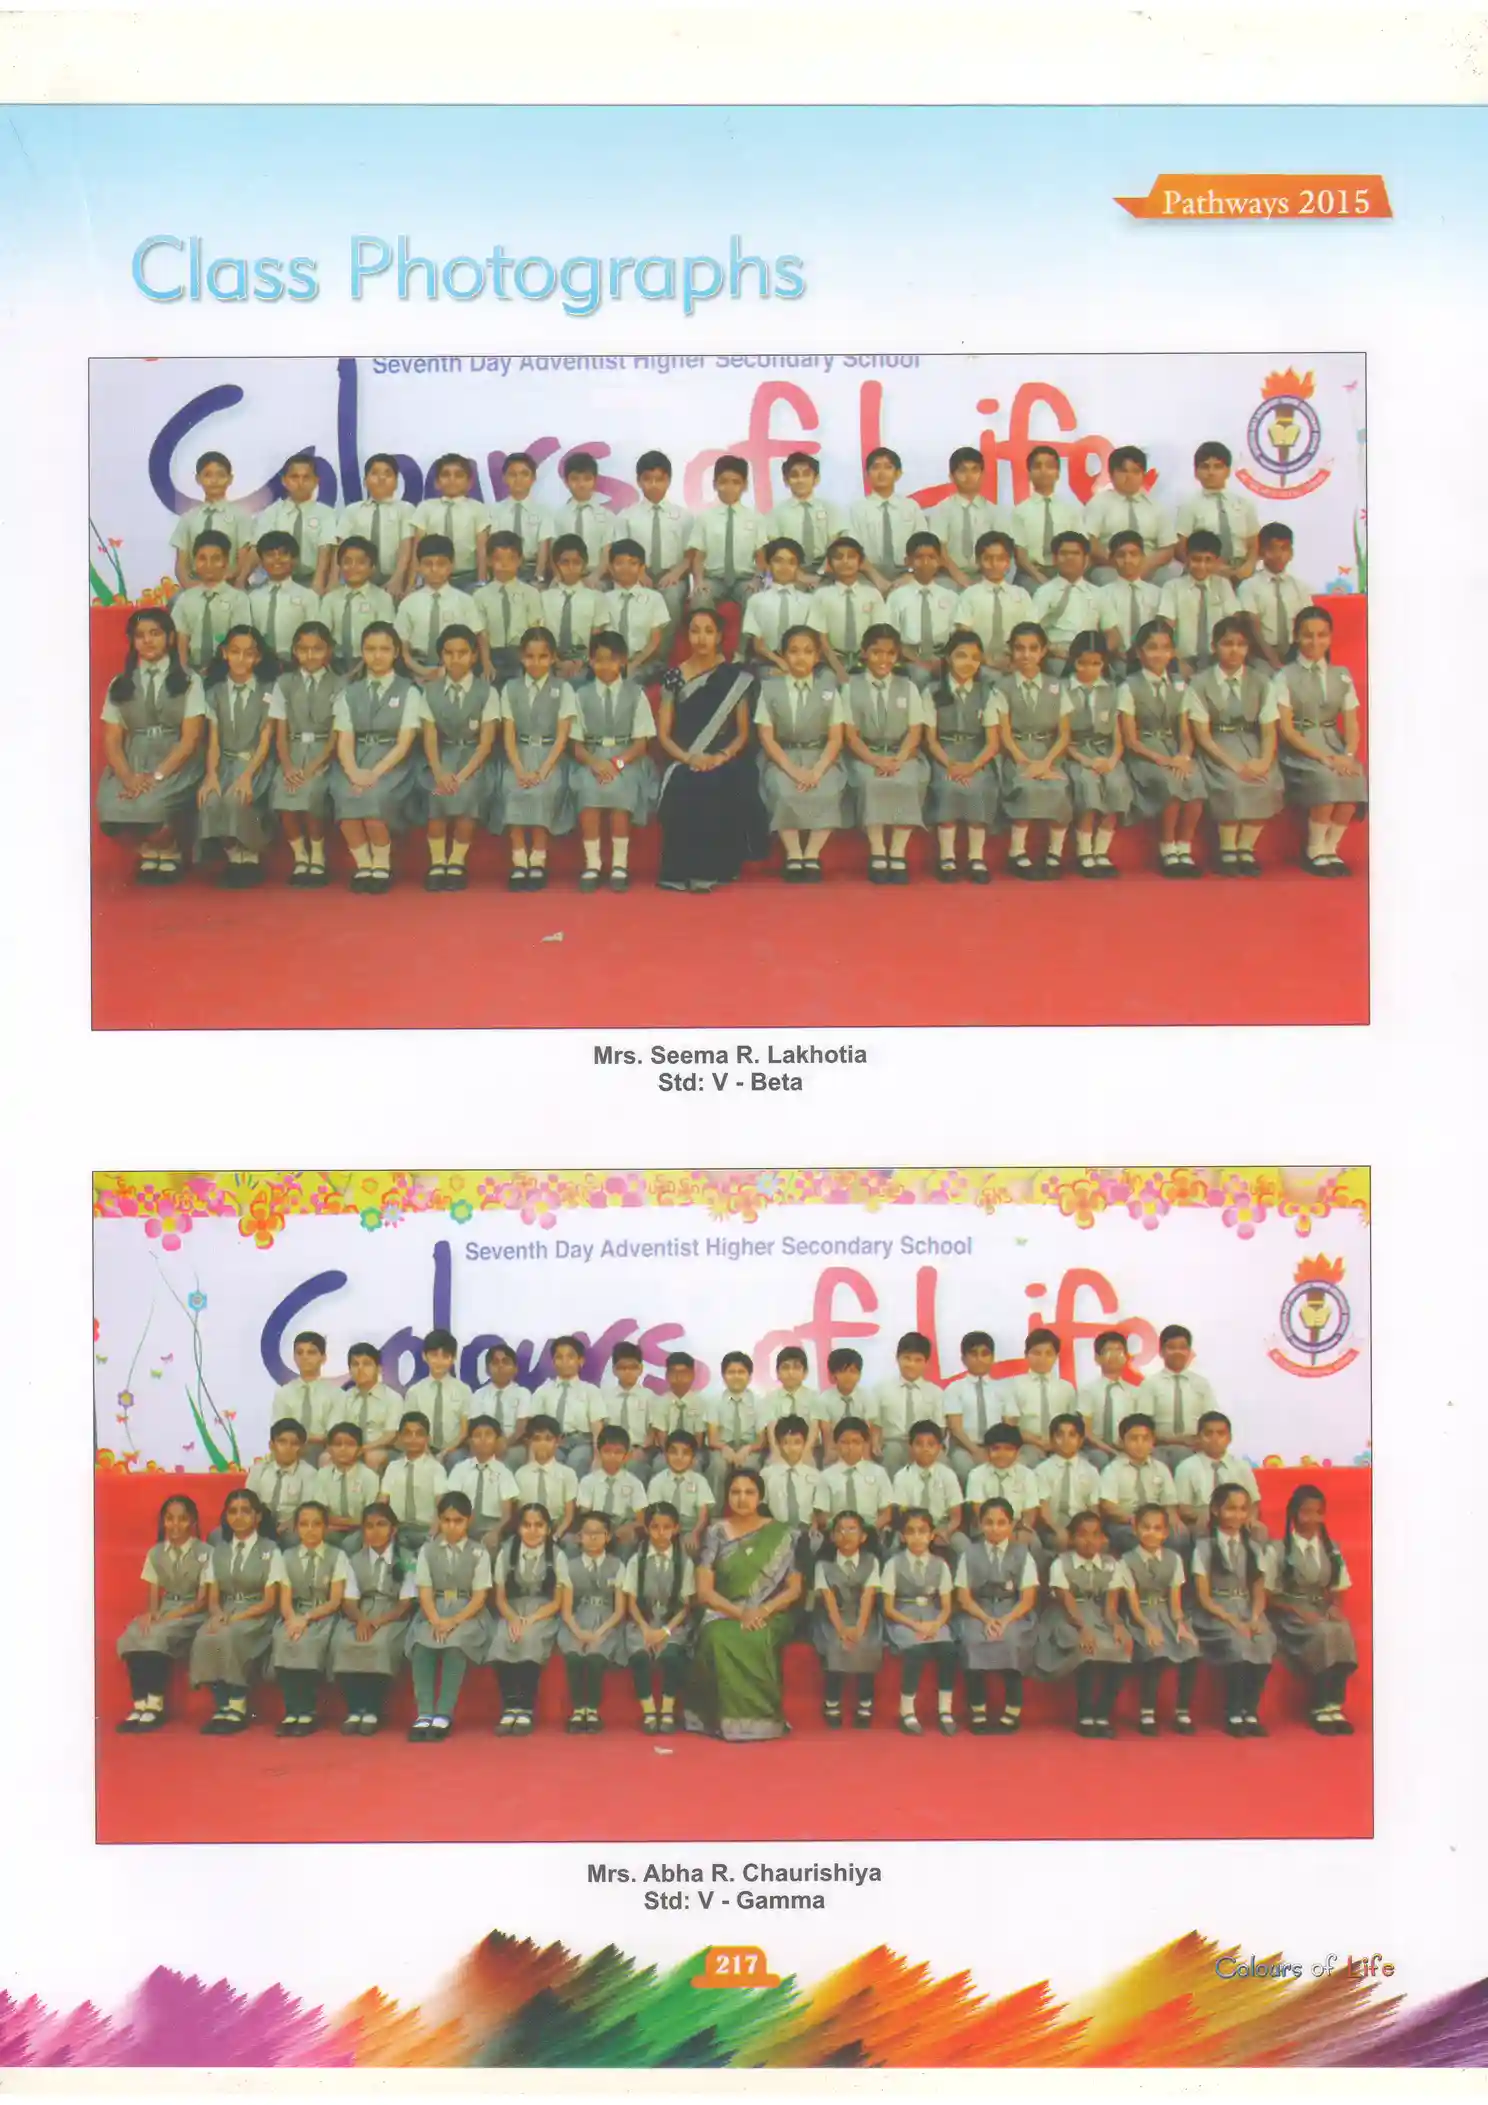 Pathways 2015
Class Photographs
Seventh Day Adventist Higher Secondary School
Colours of Life
Mrs. Seema R. Lakhotia
Std: V - Beta
Seventh Day Adventist Higher Secondary School
Colours of Life
Mrs. Abha R. Chaurishiya
Std: V - Gamma
217
Colours of Life